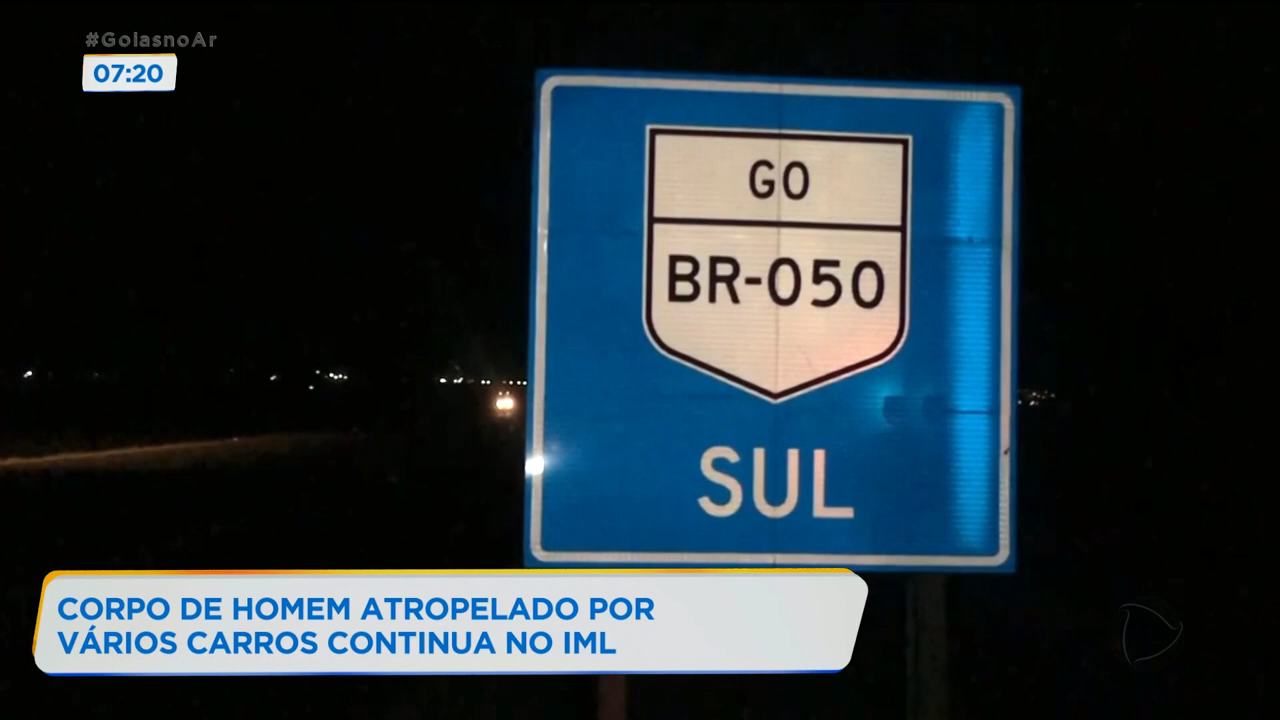 #GoiasnoAr
07:20
GO
BR-050
SUL
CORPO DE HOMEM ATROPELADO POR
VÁRIOS CARROS CONTINUA NO IML